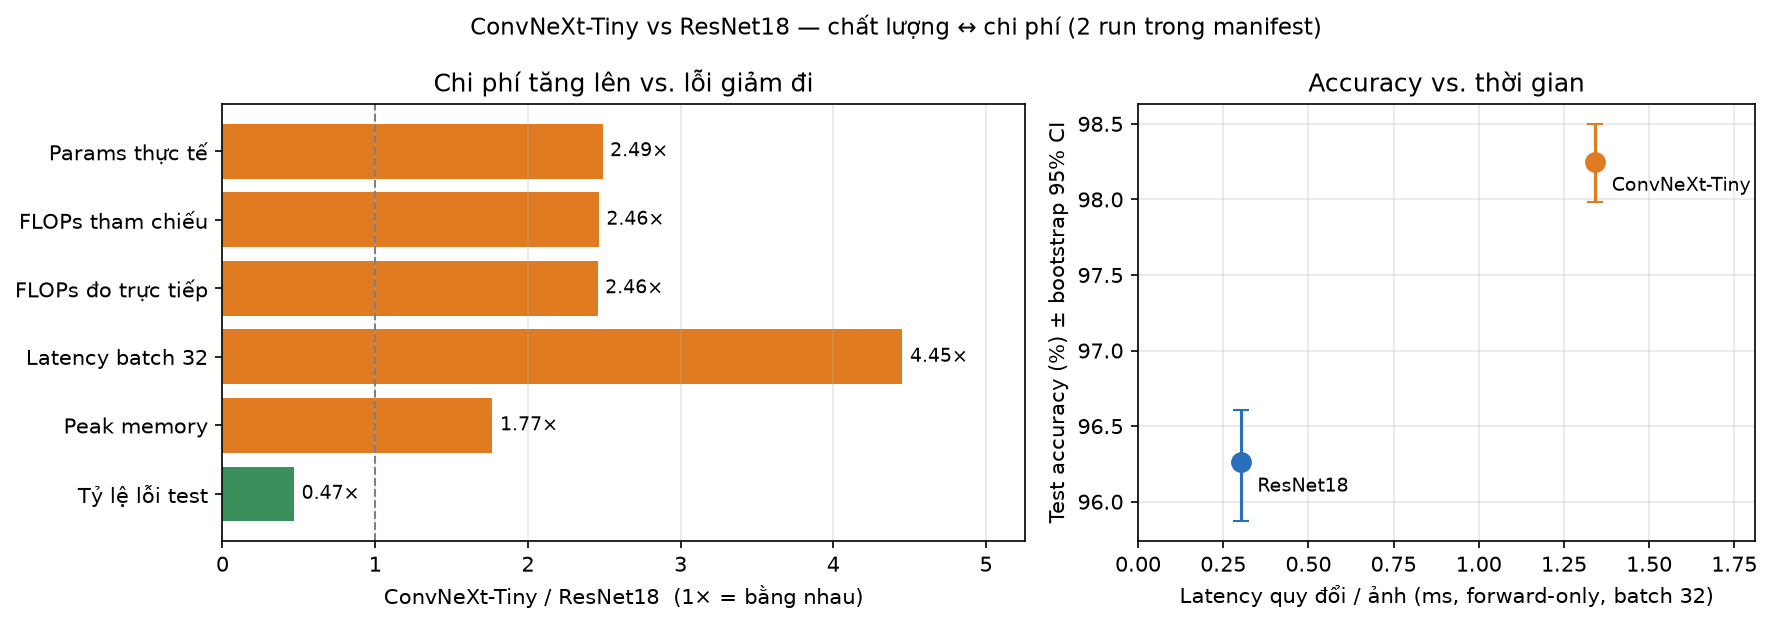 ConvNeXt-Tiny vs ResNet18 — chất lượng ↔ chi phí (2 run trong manifest)
Chi phí tăng lên vs. lỗi giảm đi
Params thực tế
2.49×
FLOPs tham chiếu
2.46×
FLOPs đo trực tiếp
2.46×
Latency batch 32
4.45×
Peak memory
1.77×
Tỷ lệ lỗi test
0.47×
0 1 2 3 4 5
ConvNeXt-Tiny / ResNet18 (1× = bằng nhau)
Accuracy vs. thời gian
Test accuracy (%) ± bootstrap 95% CI
98.5
98.0
97.5
97.0
96.5
96.0
ConvNeXt-Tiny
ResNet18
0.00 0.25 0.50 0.75 1.00 1.25 1.50 1.75
Latency quy đổi / ảnh (ms, forward-only, batch 32)